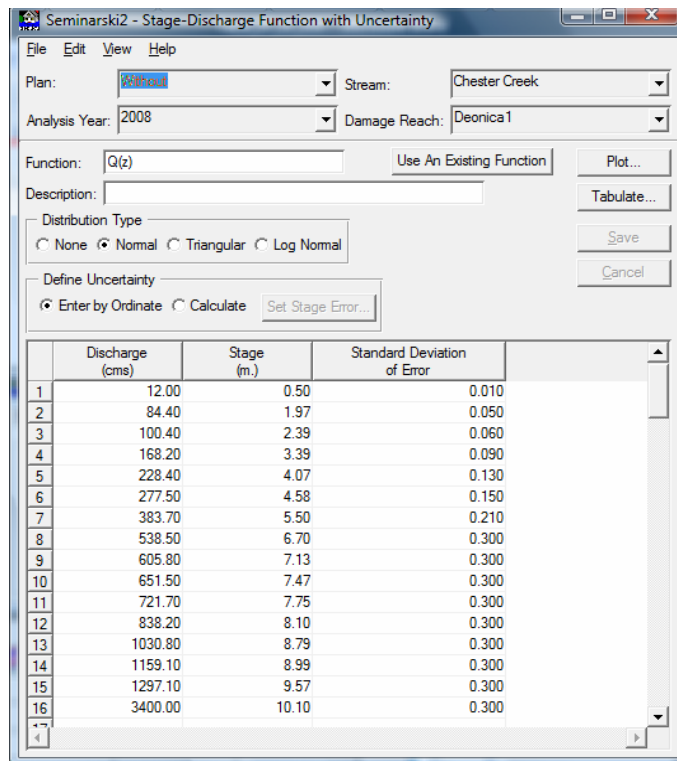 Seminarski2 - Stage-Discharge Function with Uncertainty
File Edit View Help
Plan: Without Stream: Chester Creek
Analysis Year: 2008 Damage Reach: Deonica1
Function: Q(z) Use An Existing Function Plot...
Description: Tabulate...
Distribution Type
None Normal Triangular Log Normal Save
Define Uncertainty Cancel
Enter by Ordinate Calculate Set Stage Error...
Discharge Stage Standard Deviation
(cms) (m.) of Error
1 12.00 0.50 0.010
2 84.40 1.97 0.050
3 100.40 2.39 0.060
4 168.20 3.39 0.090
5 228.40 4.07 0.130
6 277.50 4.58 0.150
7 383.70 5.50 0.210
8 538.50 6.70 0.300
9 605.80 7.13 0.300
10 651.50 7.47 0.300
11 721.70 7.75 0.300
12 838.20 8.10 0.300
13 1030.80 8.79 0.300
14 1159.10 8.99 0.300
15 1297.10 9.57 0.300
16 3400.00 10.10 0.300